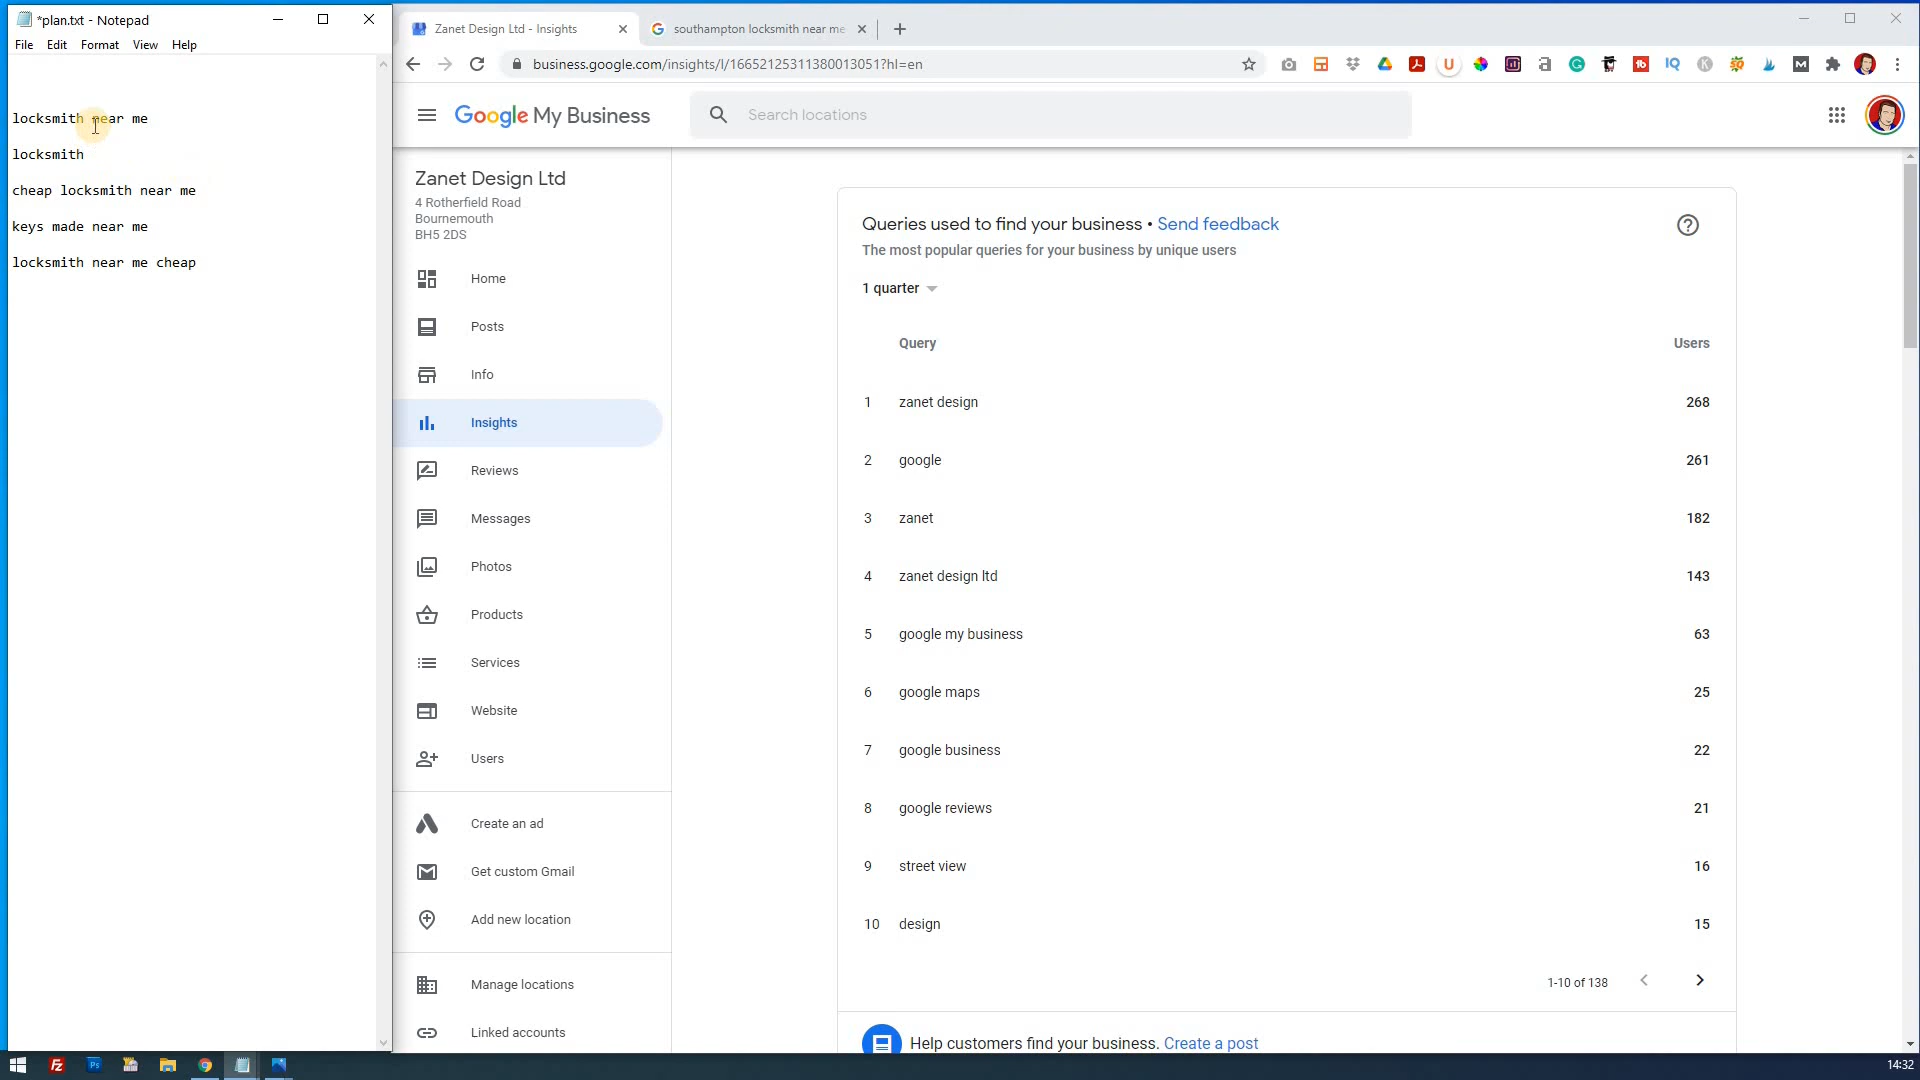 *plan.txt - Notepad
File Edit Format View Help
locksmith near me
locksmith
cheap locksmith near me
keys made near me
locksmith near me cheap
Zanet Design Ltd - Insights
southampton locksmith near me
business.google.com/insights/l/16652125311380013051?hl=en
Google My Business
Search locations
Zanet Design Ltd
4 Rotherfield Road
Bournemouth
BH5 2DS
Home
Posts
Info
Insights
Reviews
Messages
Photos
Products
Services
Website
Users
Create an ad
Get custom Gmail
Add new location
Manage locations
Linked accounts
Queries used to find your business • Send feedback
The most popular queries for your business by unique users
1 quarter
Query Users
1 zanet design 268
2 google 261
3 zanet 182
4 zanet design ltd 143
5 google my business 63
6 google maps 25
7 google business 22
8 google reviews 21
9 street view 16
10 design 15
1-10 of 138
Help customers find your business. Create a post
14:32